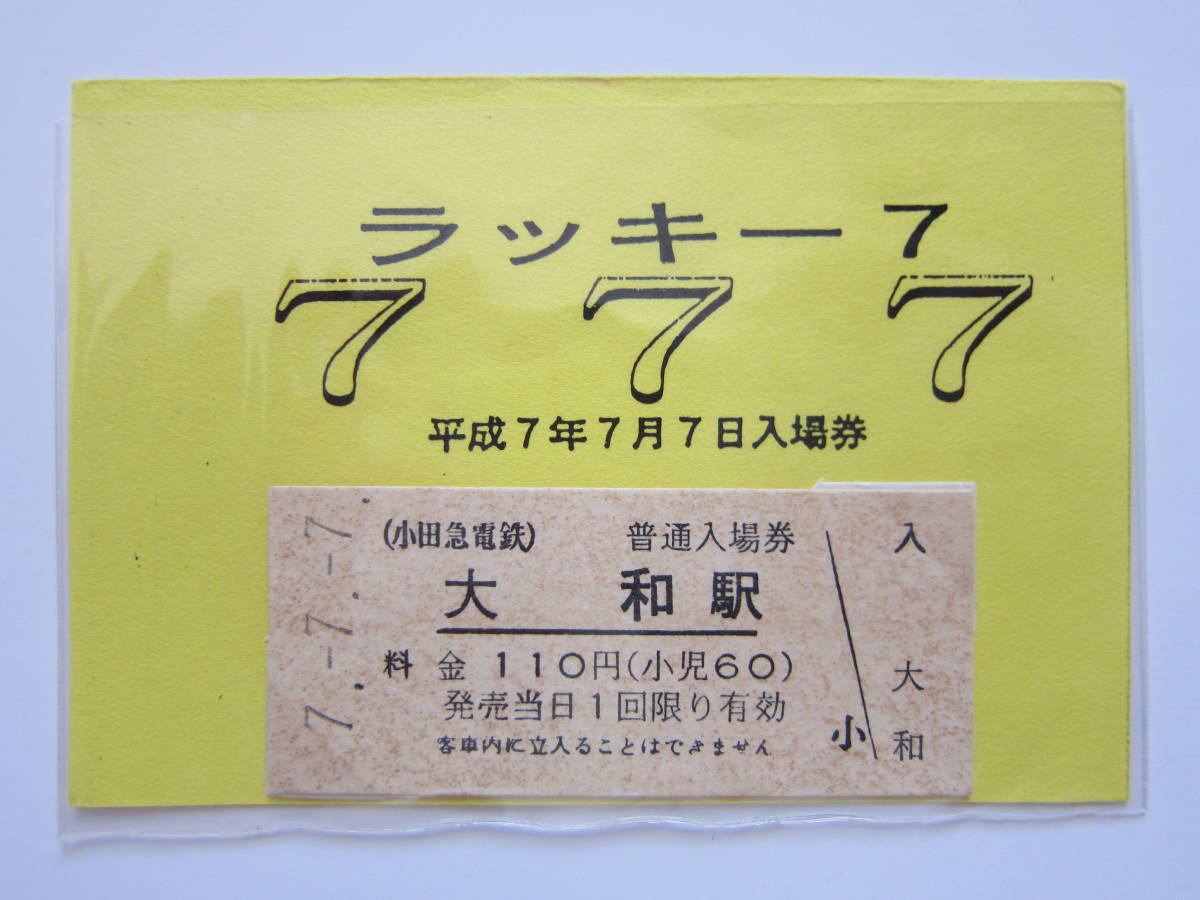 ラッキー7
7 7 7
平成7年7月7日入場券
7.-7.-7.
(小田急電鉄) 普通入場券
大和駅
料金110円(小児60)
発売当日1回限り有効
客車内に立入ることはできません
小
入
大和